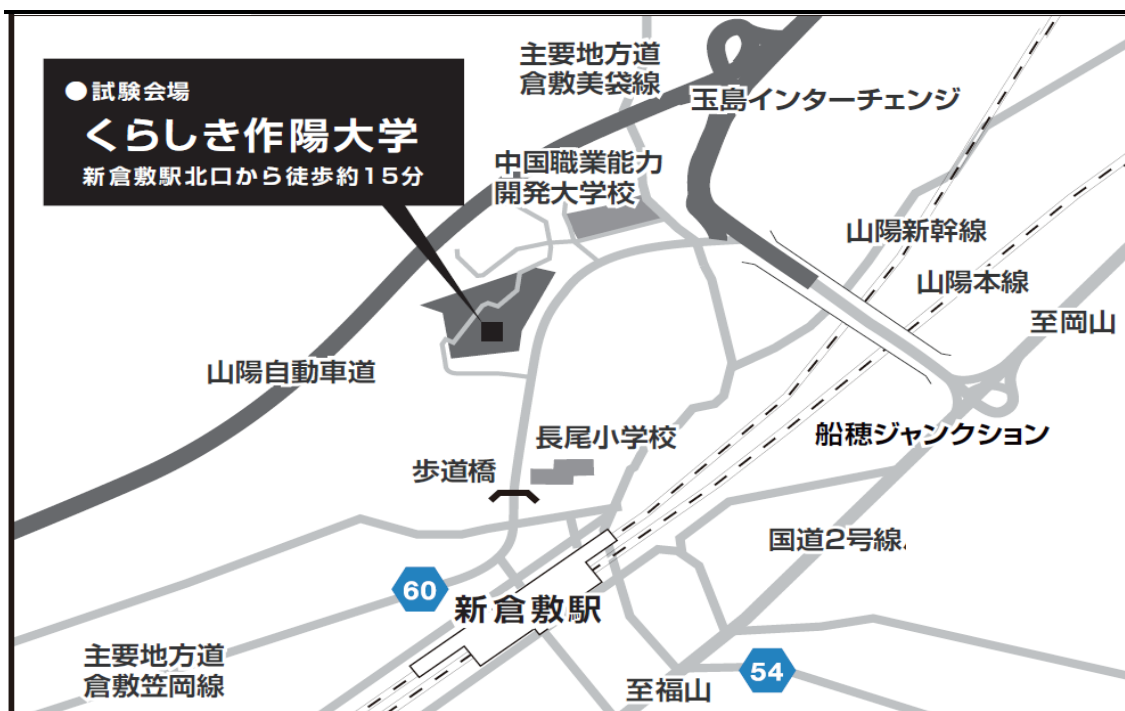 ●試験会場
くらしき作陽大学
新倉敷駅北口から徒歩約15分
主要地方道
倉敷美袋線
玉島インターチェンジ
中国職業能力
開発大学校
山陽新幹線
山陽本線
至岡山
山陽自動車道
船穂ジャンクション
長尾小学校
歩道橋
国道2号線
60
新倉敷駅
主要地方道
倉敷笠岡線
至福山
54